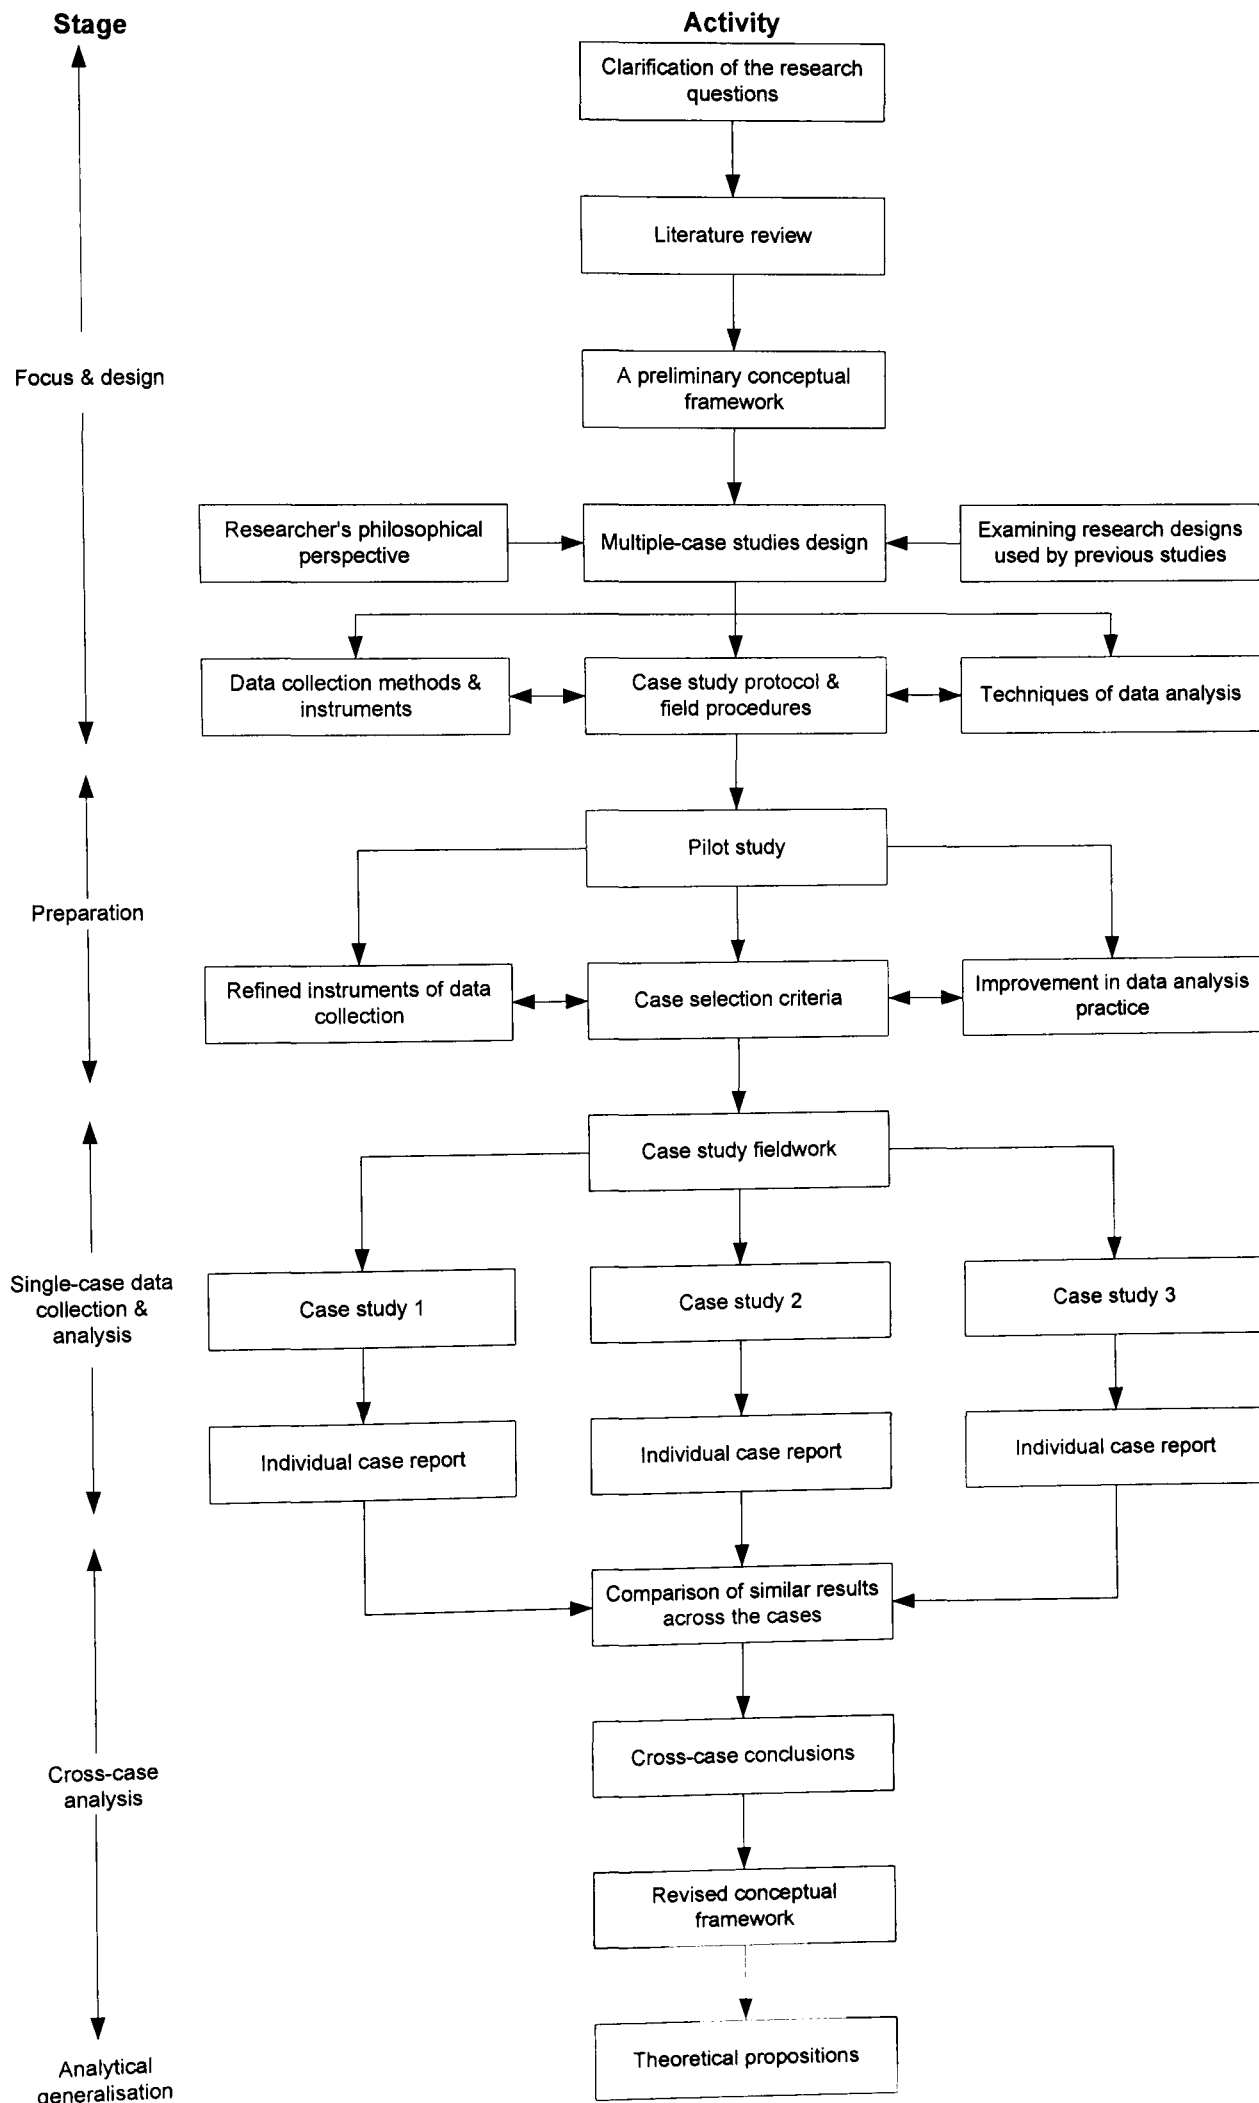 Stage
Activity
Clarification of the research
questions
Literature review
A preliminary conceptual
framework
Focus & design
Researcher's philosophical
perspective
Multiple-case studies design
Examining research designs
used by previous studies
Data collection methods &
instruments
Case study protocol &
field procedures
Techniques of data analysis
Pilot study
Preparation
Refined instruments of data
collection
Case selection criteria
Improvement in data analysis
practice
Case study fieldwork
Single-case data
collection &
analysis
Case study 1
Case study 2
Case study 3
Individual case report
Individual case report
Individual case report
Comparison of similar results
across the cases
Cross-case conclusions
Cross-case
analysis
Revised conceptual
framework
Theoretical propositions
Analytical
generalisation